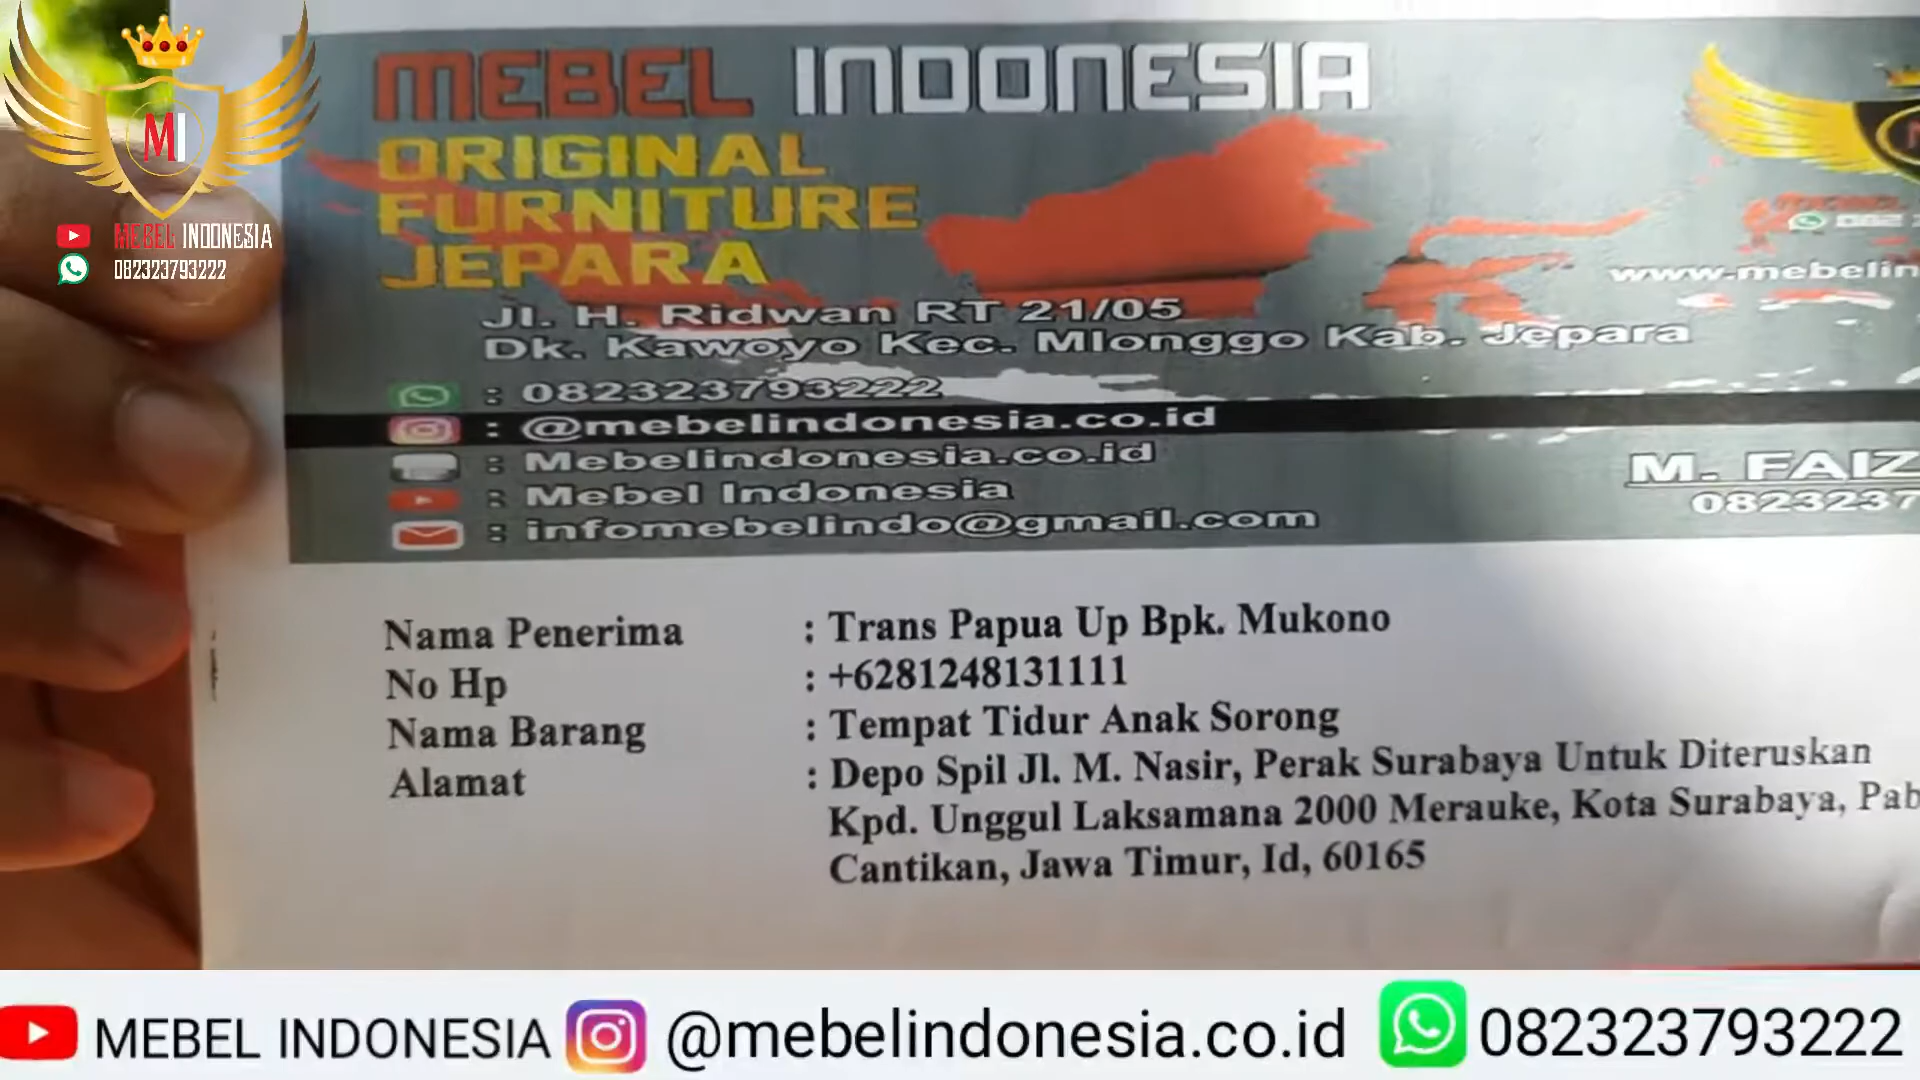 MI
MEBEL INDONESIA
082323793222
MEBEL INDONESIA
ORIGINAL
FURNITURE
JEPARA
Jl. H. Ridwan RT 21/05
Dk. Kawoyo Kec. Mlonggo Kab. Jepara
: 082323793222
: @mebelindonesia.co.id
: Mebelindonesia.co.id
: Mebel Indonesia
: infomebelindo@gmail.com
www.mebelin
M. FAIZ
0823237
Nama Penerima : Trans Papua Up Bpk. Mukono
No Hp : +6281248131111
Nama Barang : Tempat Tidur Anak Sorong
Alamat : Depo Spil Jl. M. Nasir, Perak Surabaya Untuk Diteruskan
Kpd. Unggul Laksamana 2000 Merauke, Kota Surabaya, Pab
Cantikan, Jawa Timur, Id, 60165
MEBEL INDONESIA @mebelindonesia.co.id 082323793222